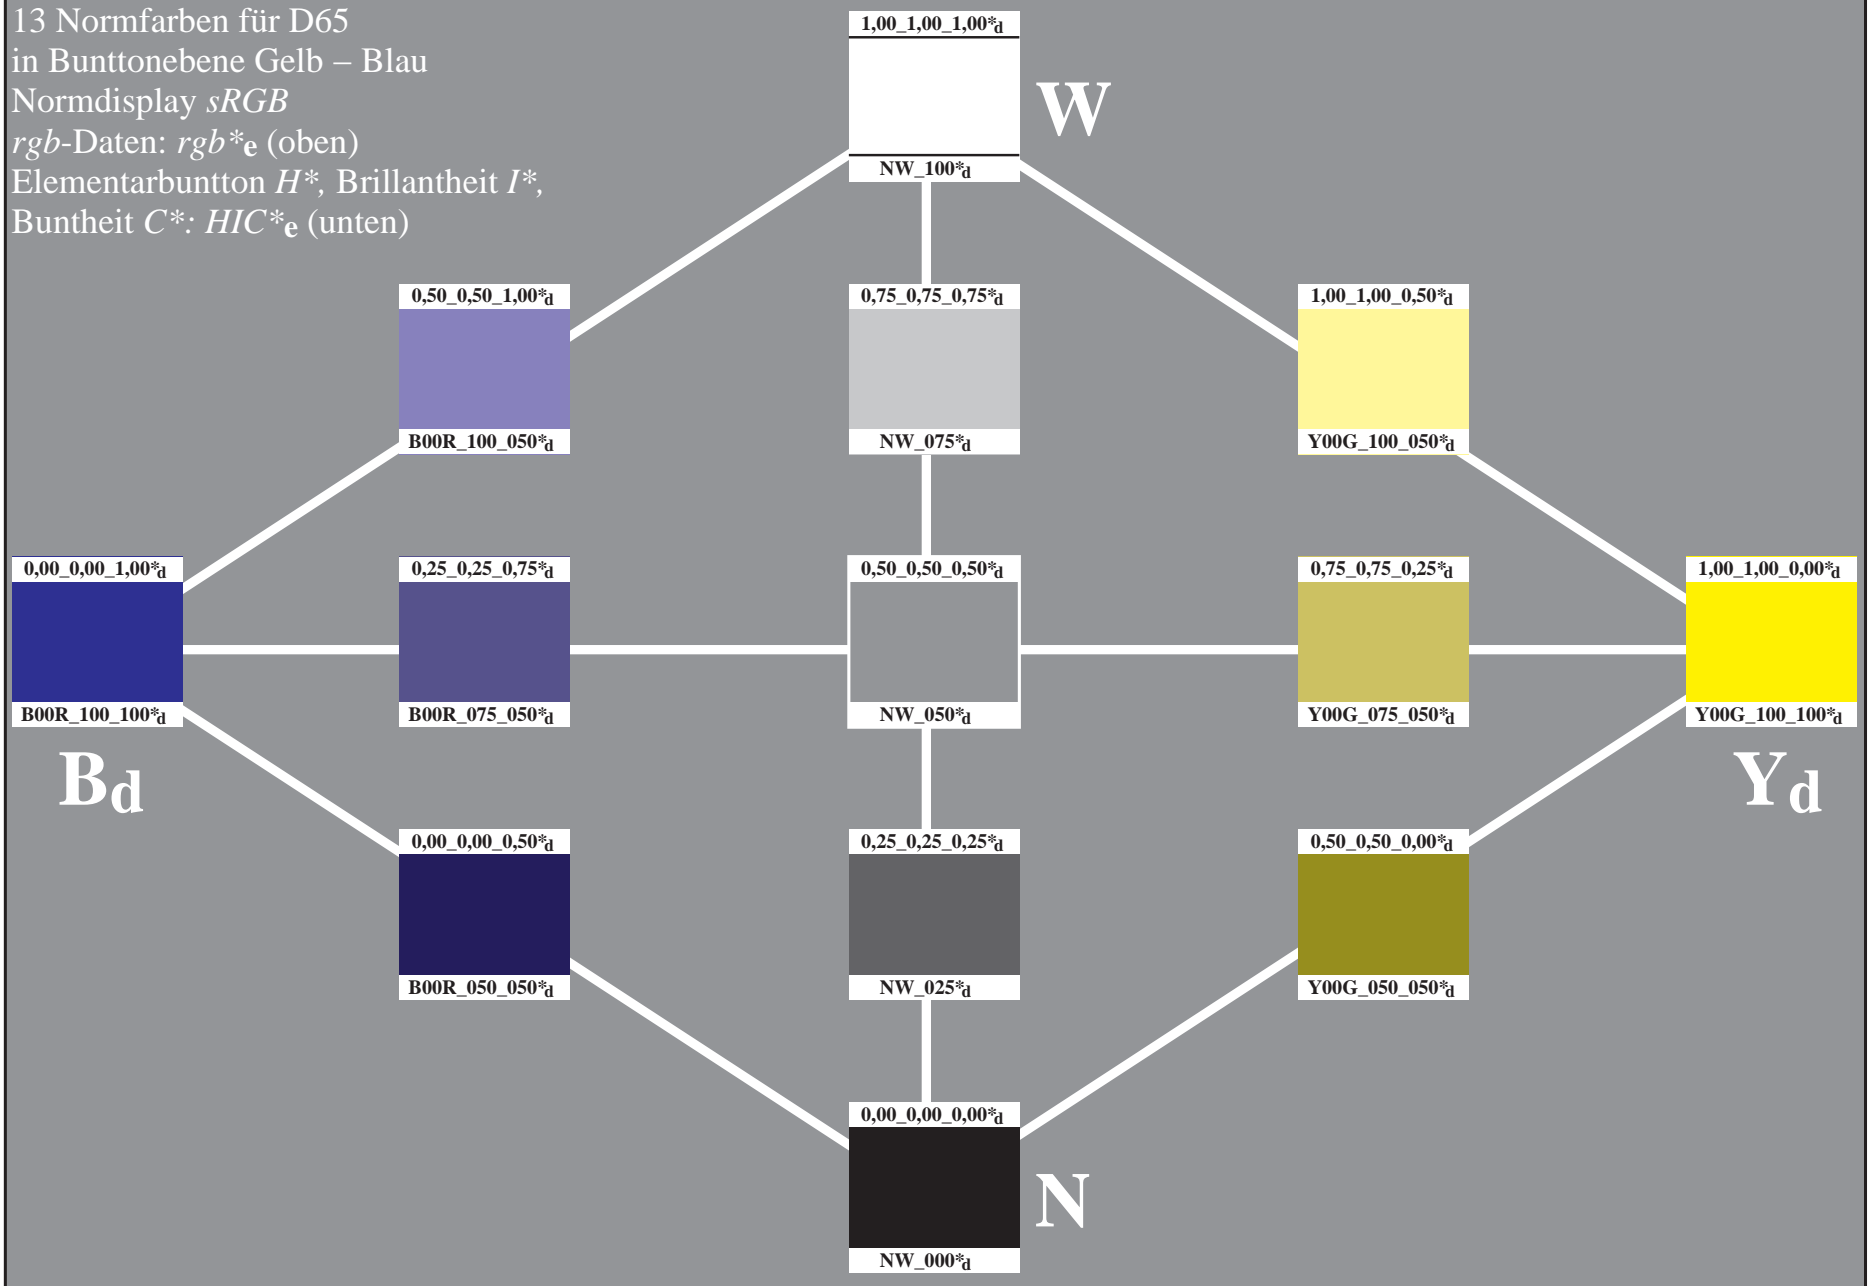 13 Normfarben für D65
in Bunttonebene Gelb – Blau
Normdisplay sRGB
rgb-Daten: rgb*e (oben)
Elementarbuntton H*, Brillantheit I*,
Buntheit C*: HIC*e (unten)
1,00_1,00_1,00*d
W
NW_100*d
0,50_0,50_1,00*d
0,75_0,75_0,75*d
1,00_1,00_0,50*d
B00R_100_050*d
NW_075*d
Y00G_100_050*d
0,00_0,00_1,00*d
0,25_0,25_0,75*d
0,50_0,50_0,50*d
0,75_0,75_0,25*d
1,00_1,00_0,00*d
B00R_100_100*d
B00R_075_050*d
NW_050*d
Y00G_075_050*d
Y00G_100_100*d
Bd
Yd
0,00_0,00_0,50*d
0,25_0,25_0,25*d
0,50_0,50_0,00*d
B00R_050_050*d
NW_025*d
Y00G_050_050*d
0,00_0,00_0,00*d
N
NW_000*d